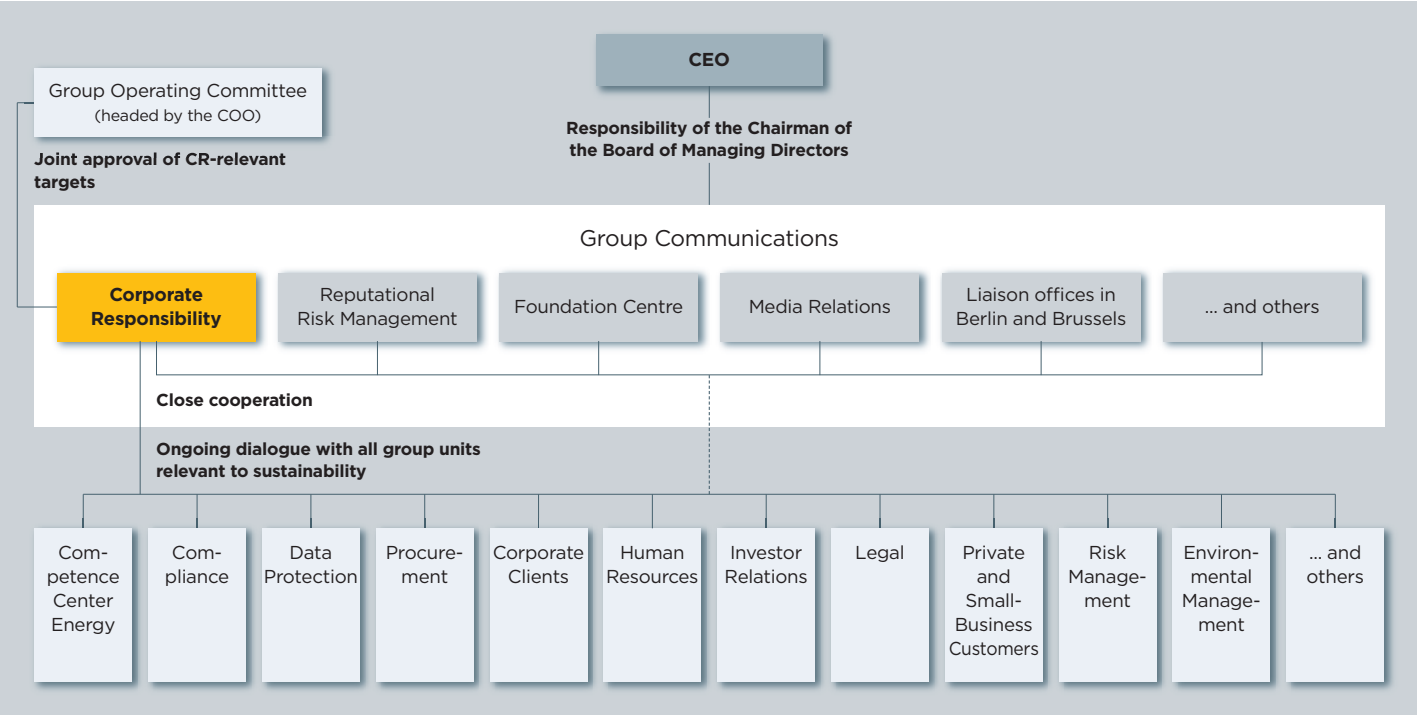 CEO
Group Operating Committee
(headed by the COO)
Responsibility of the Chairman of
the Board of Managing Directors
Joint approval of CR-relevant
targets
Group Communications
Corporate
Responsibility
Reputational
Risk Management
Foundation Centre
Media Relations
Liaison offices in
Berlin and Brussels
... and others
Close cooperation
Ongoing dialogue with all group units
relevant to sustainability
Com-
petence
Center
Energy
Com-
pliance
Data
Protection
Procure-
ment
Corporate
Clients
Human
Resources
Investor
Relations
Legal
Private
and
Small-
Business
Customers
Risk
Manage-
ment
Environ-
mental
Manage-
ment
... and
others